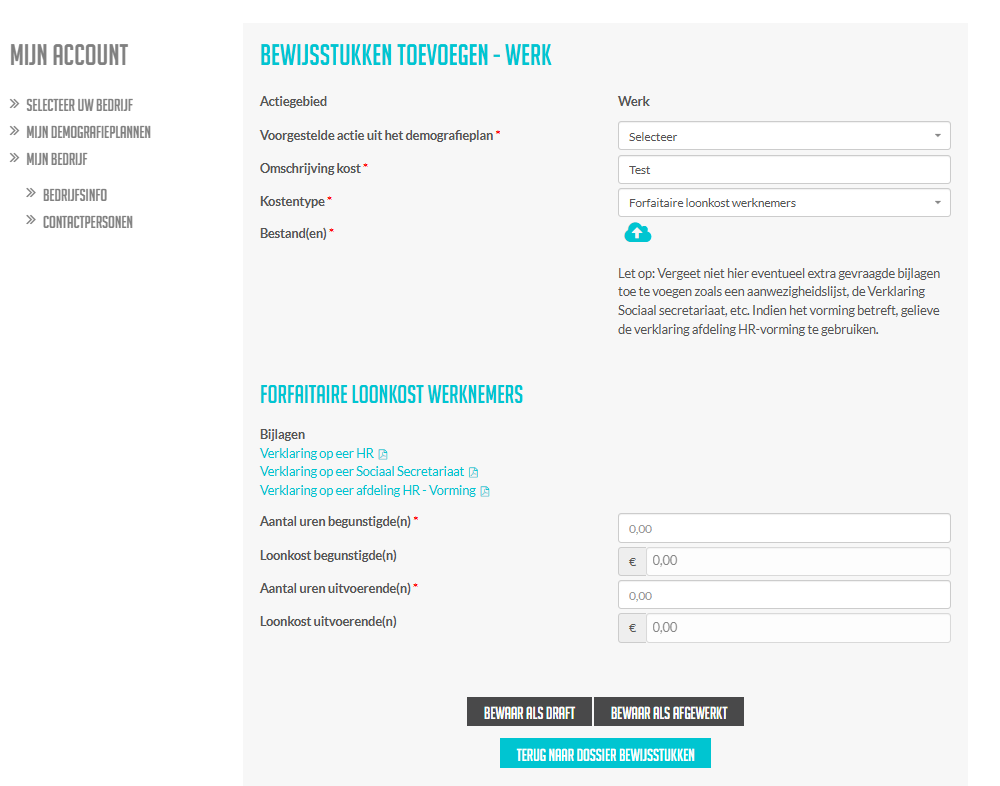 MIJN ACCOUNT
SELECTEER UW BEDRIJF
MIJN DEMOGRAFIEPLANNEN
MIJN BEDRIJF
BEDRIJFSINFO
CONTACTPERSONEN
BEWIJSSTUKKEN TOEVOEGEN - WERK
Actiegebied Werk
Voorgestelde actie uit het demografieplan * Selecteer
Omschrijving kost * Test
Kostentype * Forfaitaire loonkost werknemers
Bestand(en) *
Let op: Vergeet niet hier eventueel extra gevraagde bijlagen
toe te voegen zoals een aanwezigheidslijst, de Verklaring
Sociaal secretariaat, etc. Indien het vorming betreft, gelieve
de verklaring afdeling HR-vorming te gebruiken.
FORFAITAIRE LOONKOST WERKNEMERS
Bijlagen
Verklaring op eer HR
Verklaring op eer Sociaal Secretariaat
Verklaring op eer afdeling HR - Vorming
Aantal uren begunstigde(n) * 0,00
Loonkost begunstigde(n) € 0,00
Aantal uren uitvoerende(n) * 0,00
Loonkost uitvoerende(n) € 0,00
BEWAAR ALS DRAFT BEWAAR ALS AFGEWERKT
TERUG NAAR DOSSIER BEWIJSSTUKKEN